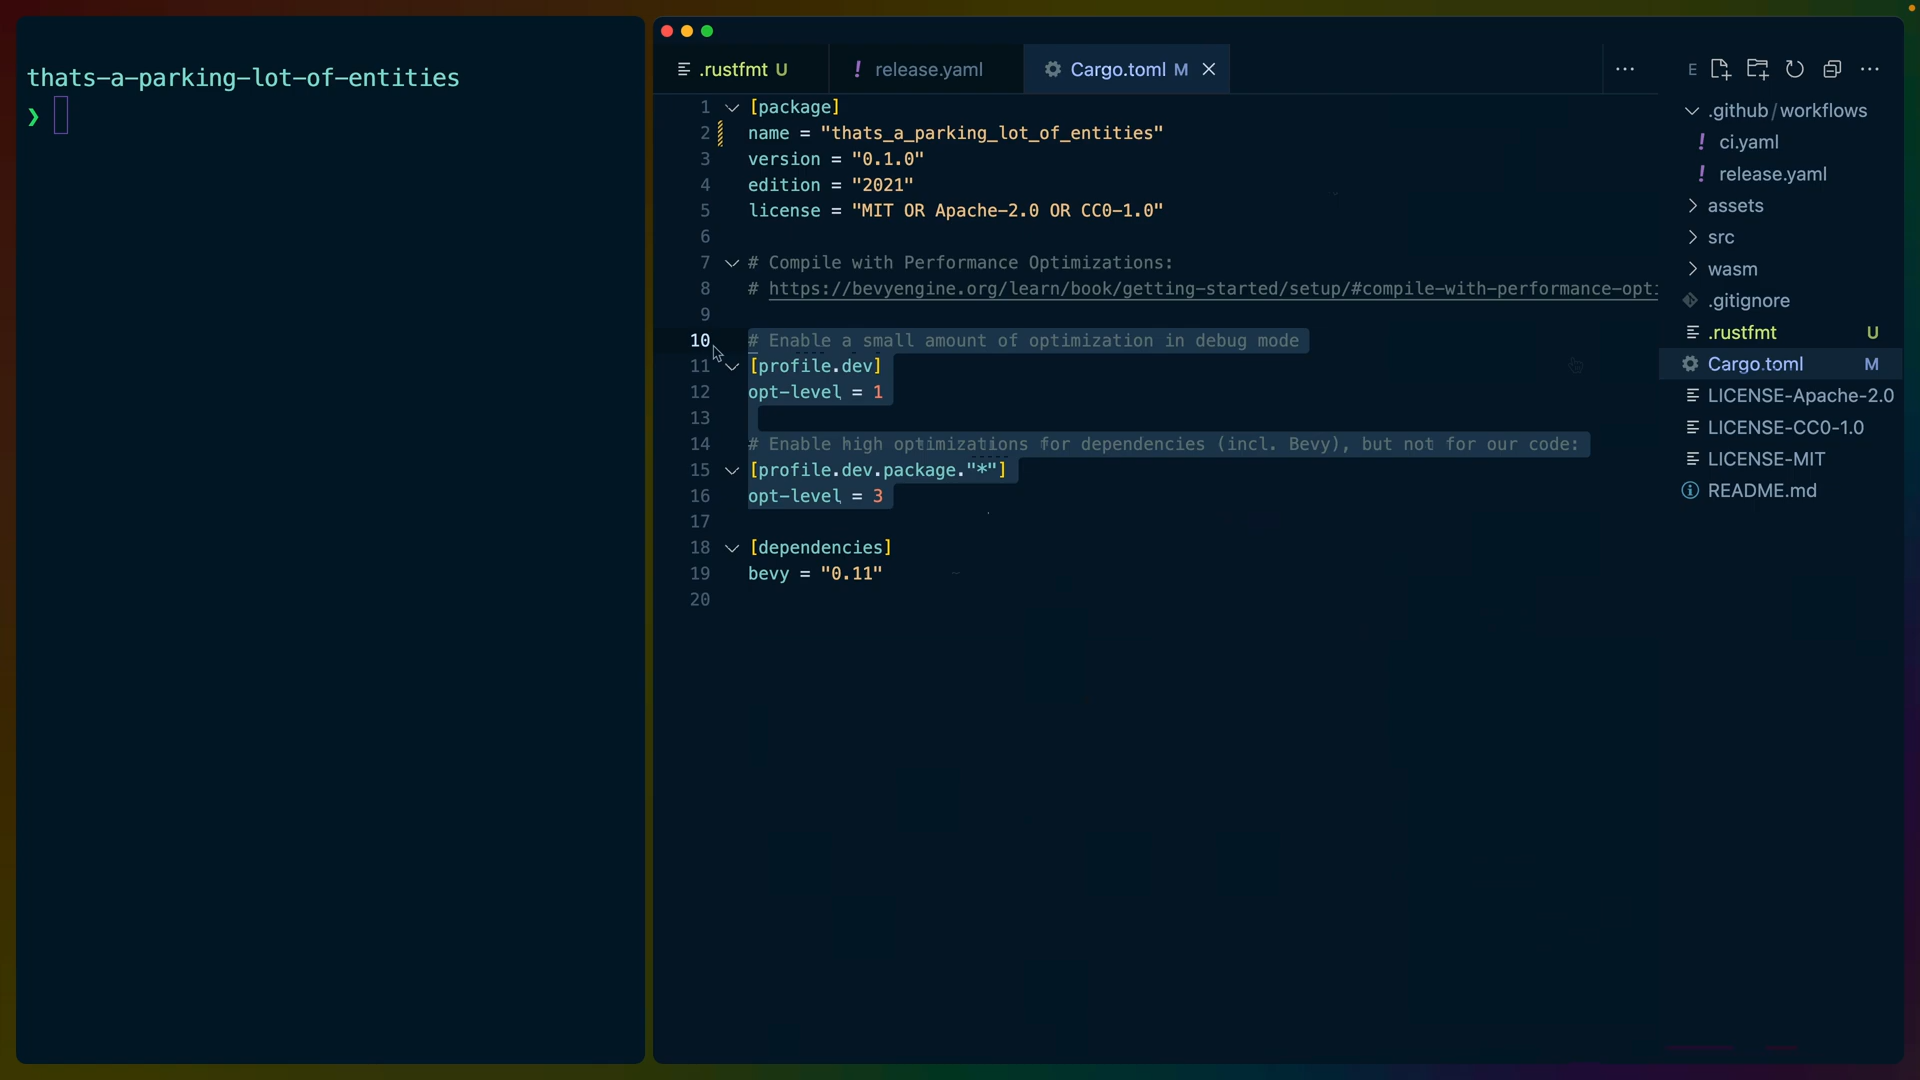 thats-a-parking-lot-of-entities
❯
.rustfmt U
! release.yaml
Cargo.toml M
1 [package]
2 name = "thats_a_parking_lot_of_entities"
3 version = "0.1.0"
4 edition = "2021"
5 license = "MIT OR Apache-2.0 OR CC0-1.0"
6
7 # Compile with Performance Optimizations:
8 # https://bevyengine.org/learn/book/getting-started/setup/#compile-with-performance-opti
9
10 # Enable a small amount of optimization in debug mode
11 [profile.dev]
12 opt-level = 1
13
14 # Enable high optimizations for dependencies (incl. Bevy), but not for our code:
15 [profile.dev.package."*"]
16 opt-level = 3
17
18 [dependencies]
19 bevy = "0.11"
20
E
.github/workflows
! ci.yaml
! release.yaml
assets
src
wasm
.gitignore
.rustfmt U
Cargo.toml M
LICENSE-Apache-2.0
LICENSE-CC0-1.0
LICENSE-MIT
README.md